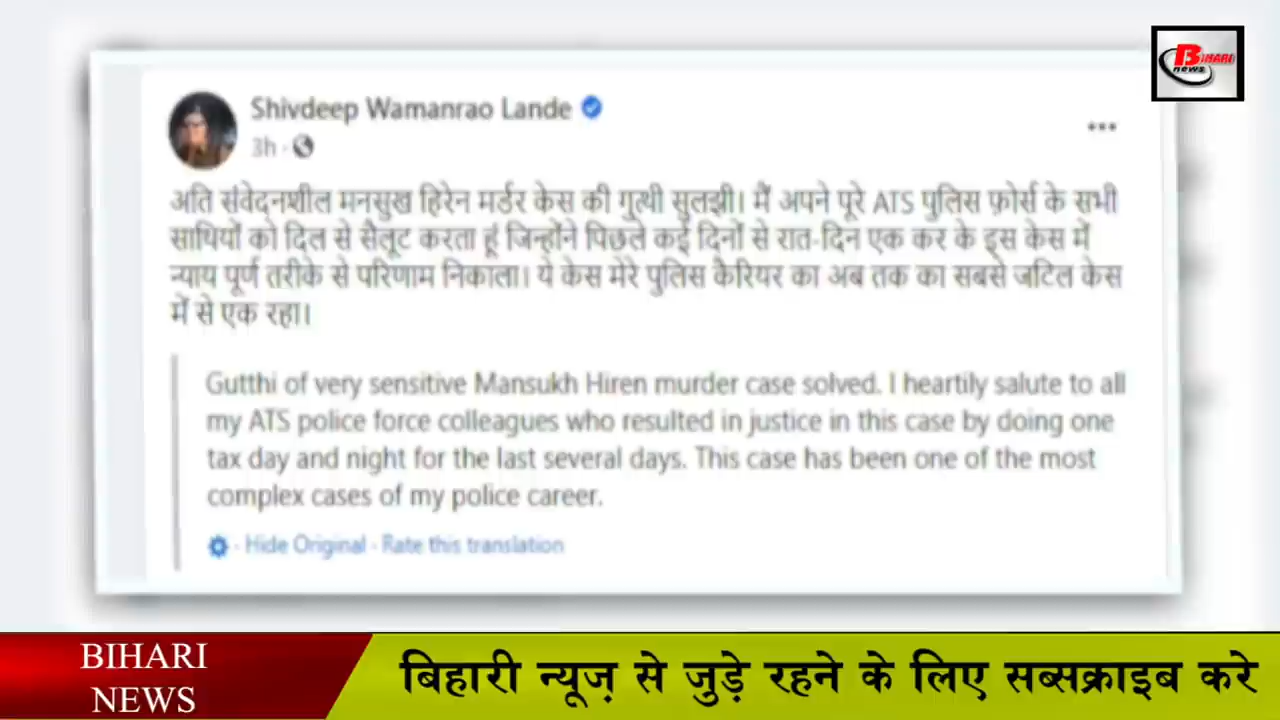 BIHARI
NEWS
Shivdeep Wamanrao Lande
3h ·
अति संवेदनशील मनसुख हिरेन मर्डर केस की गुत्थी सुलझी। मैं अपने पूरे ATS पुलिस फ़ोर्स के सभी
साथियों को दिल से सैलूट करता हूं जिन्होंने पिछले कई दिनों से रात-दिन एक कर के इस केस में
न्याय पूर्ण तरीके से परिणाम निकाला। ये केस मेरे पुलिस कैरियर का अब तक का सबसे जटिल केस
में से एक रहा।
Gutthi of very sensitive Mansukh Hiren murder case solved. I heartily salute to all
my ATS police force colleagues who resulted in justice in this case by doing one
tax day and night for the last several days. This case has been one of the most
complex cases of my police career.
· Hide Original · Rate this translation
BIHARI
NEWS
बिहारी न्यूज़ से जुड़े रहने के लिए सब्सक्राइब करे